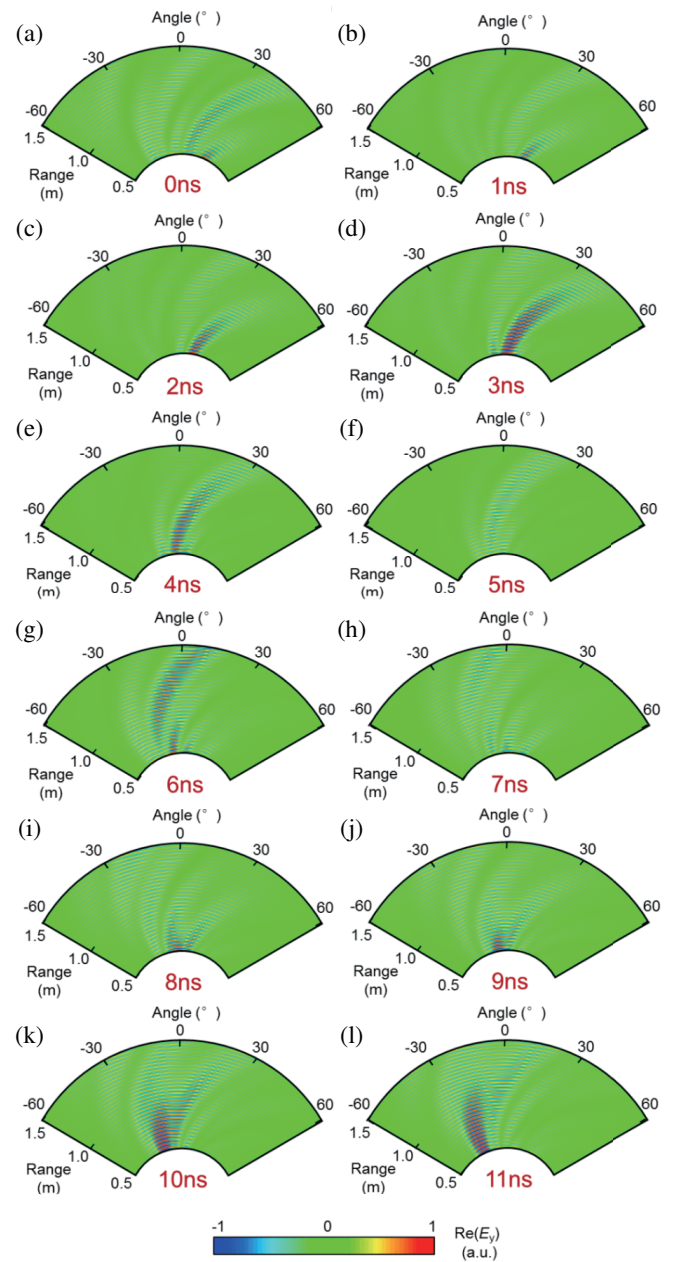 (a)
Angle (° )
-30
0
30
-60
60
1.5
1.0
0.5
Range
(m)
0ns
(b)
Angle (° )
-30
0
30
-60
60
1.5
1.0
0.5
Range
(m)
1ns
(c)
Angle (° )
-30
0
30
-60
60
1.5
1.0
0.5
Range
(m)
2ns
(d)
Angle (° )
-30
0
30
-60
60
1.5
1.0
0.5
Range
(m)
3ns
(e)
Angle (° )
-30
0
30
-60
60
1.5
1.0
0.5
Range
(m)
4ns
(f)
Angle (° )
-30
0
30
-60
60
1.5
1.0
0.5
Range
(m)
5ns
(g)
Angle (° )
-30
0
30
-60
60
1.5
1.0
0.5
Range
(m)
6ns
(h)
Angle (° )
-30
0
30
-60
60
1.5
1.0
0.5
Range
(m)
7ns
(i)
Angle (° )
-30
0
30
-60
60
1.5
1.0
0.5
Range
(m)
8ns
(j)
Angle (° )
-30
0
30
-60
60
1.5
1.0
0.5
Range
(m)
9ns
(k)
Angle (° )
-30
0
30
-60
60
1.5
1.0
0.5
Range
(m)
10ns
(l)
Angle (° )
-30
0
30
-60
60
1.5
1.0
0.5
Range
(m)
11ns
-1
0
1
Re(Ey)
(a.u.)